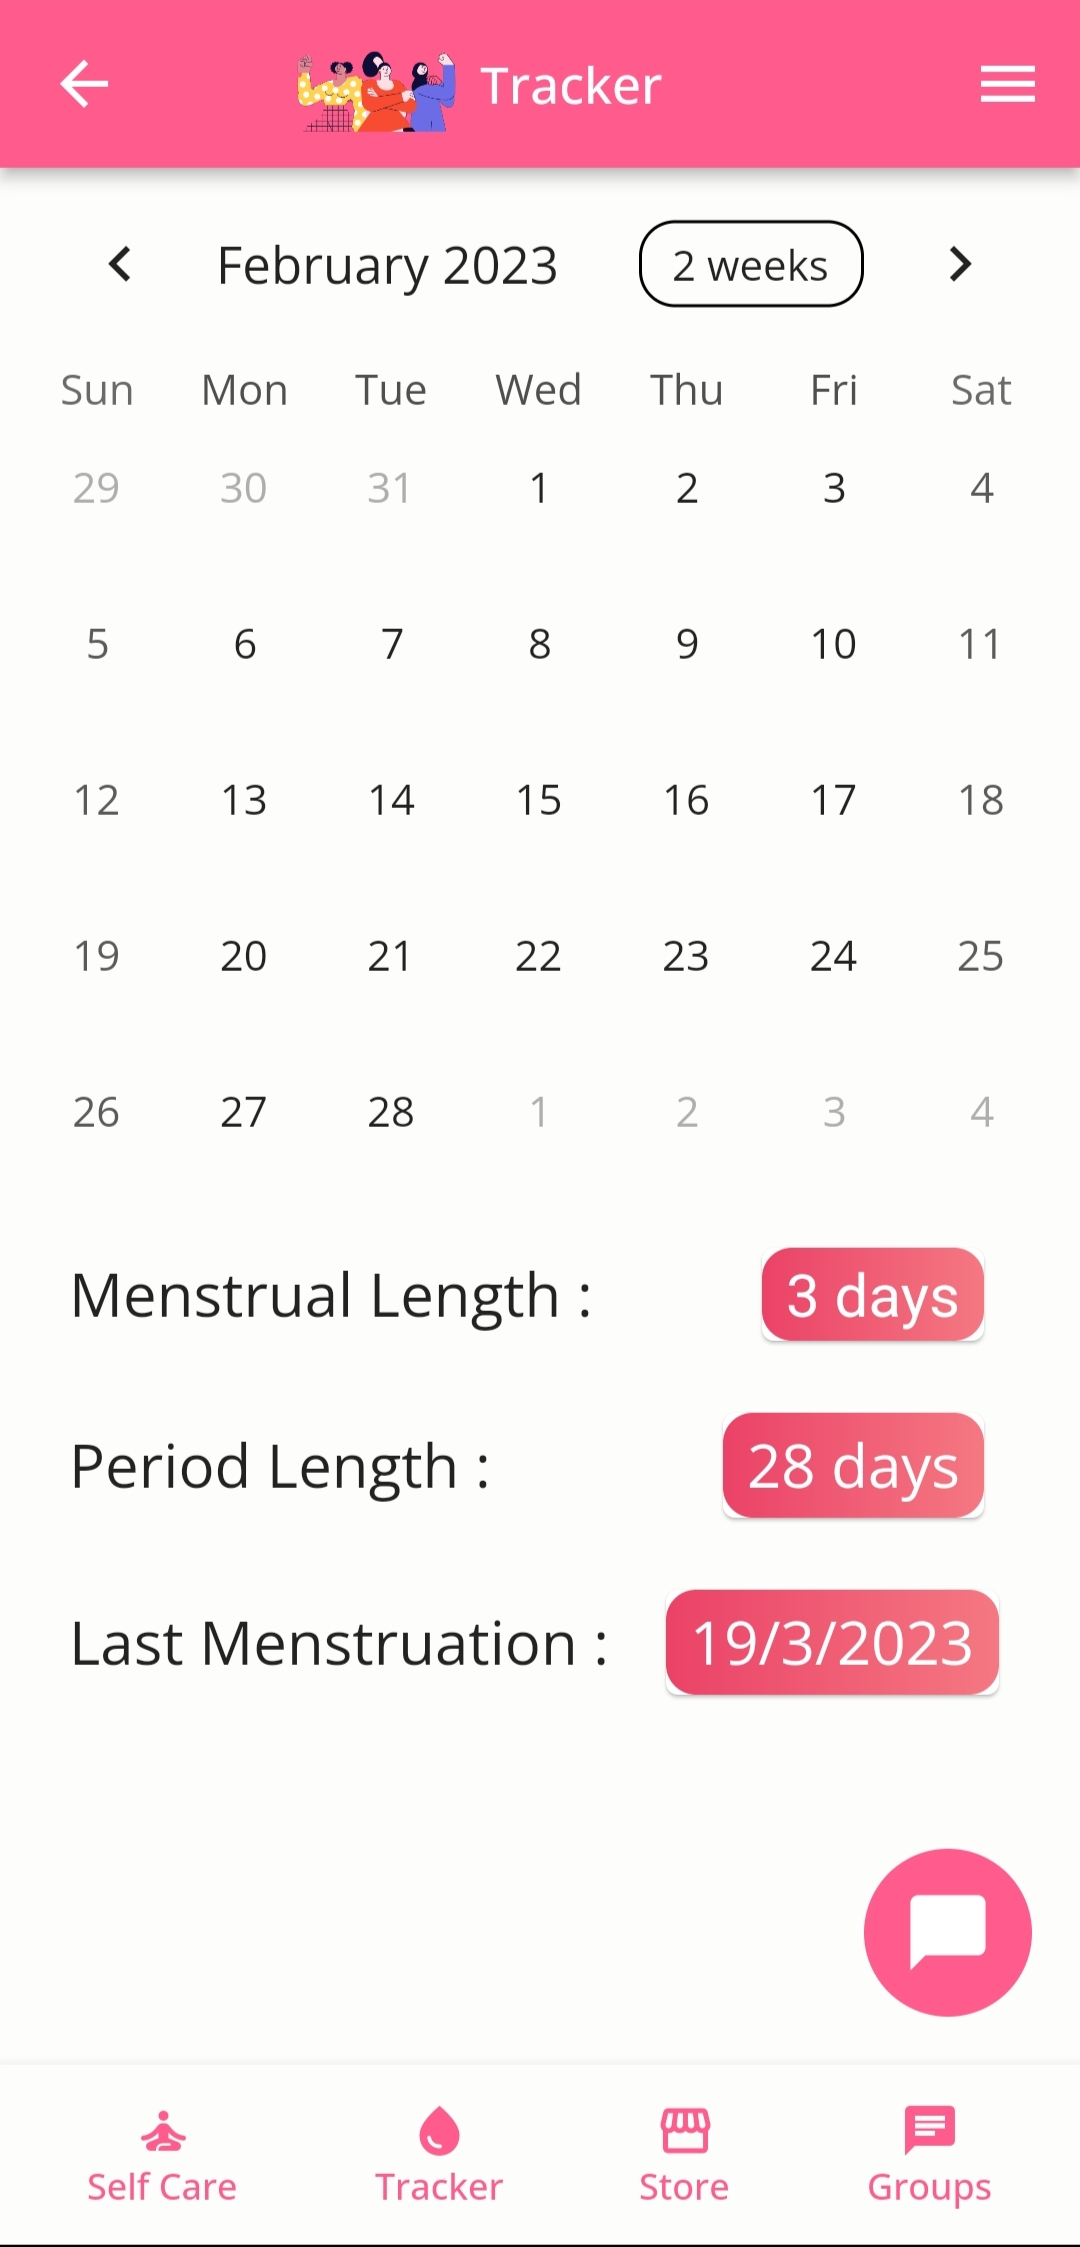 Tracker
February 2023 2 weeks
Sun Mon Tue Wed Thu Fri Sat
29 30 31 1 2 3 4
5 6 7 8 9 10 11
12 13 14 15 16 17 18
19 20 21 22 23 24 25
26 27 28 1 2 3 4
Menstrual Length : 3 days
Period Length : 28 days
Last Menstruation : 19/3/2023
Self Care Tracker Store Groups